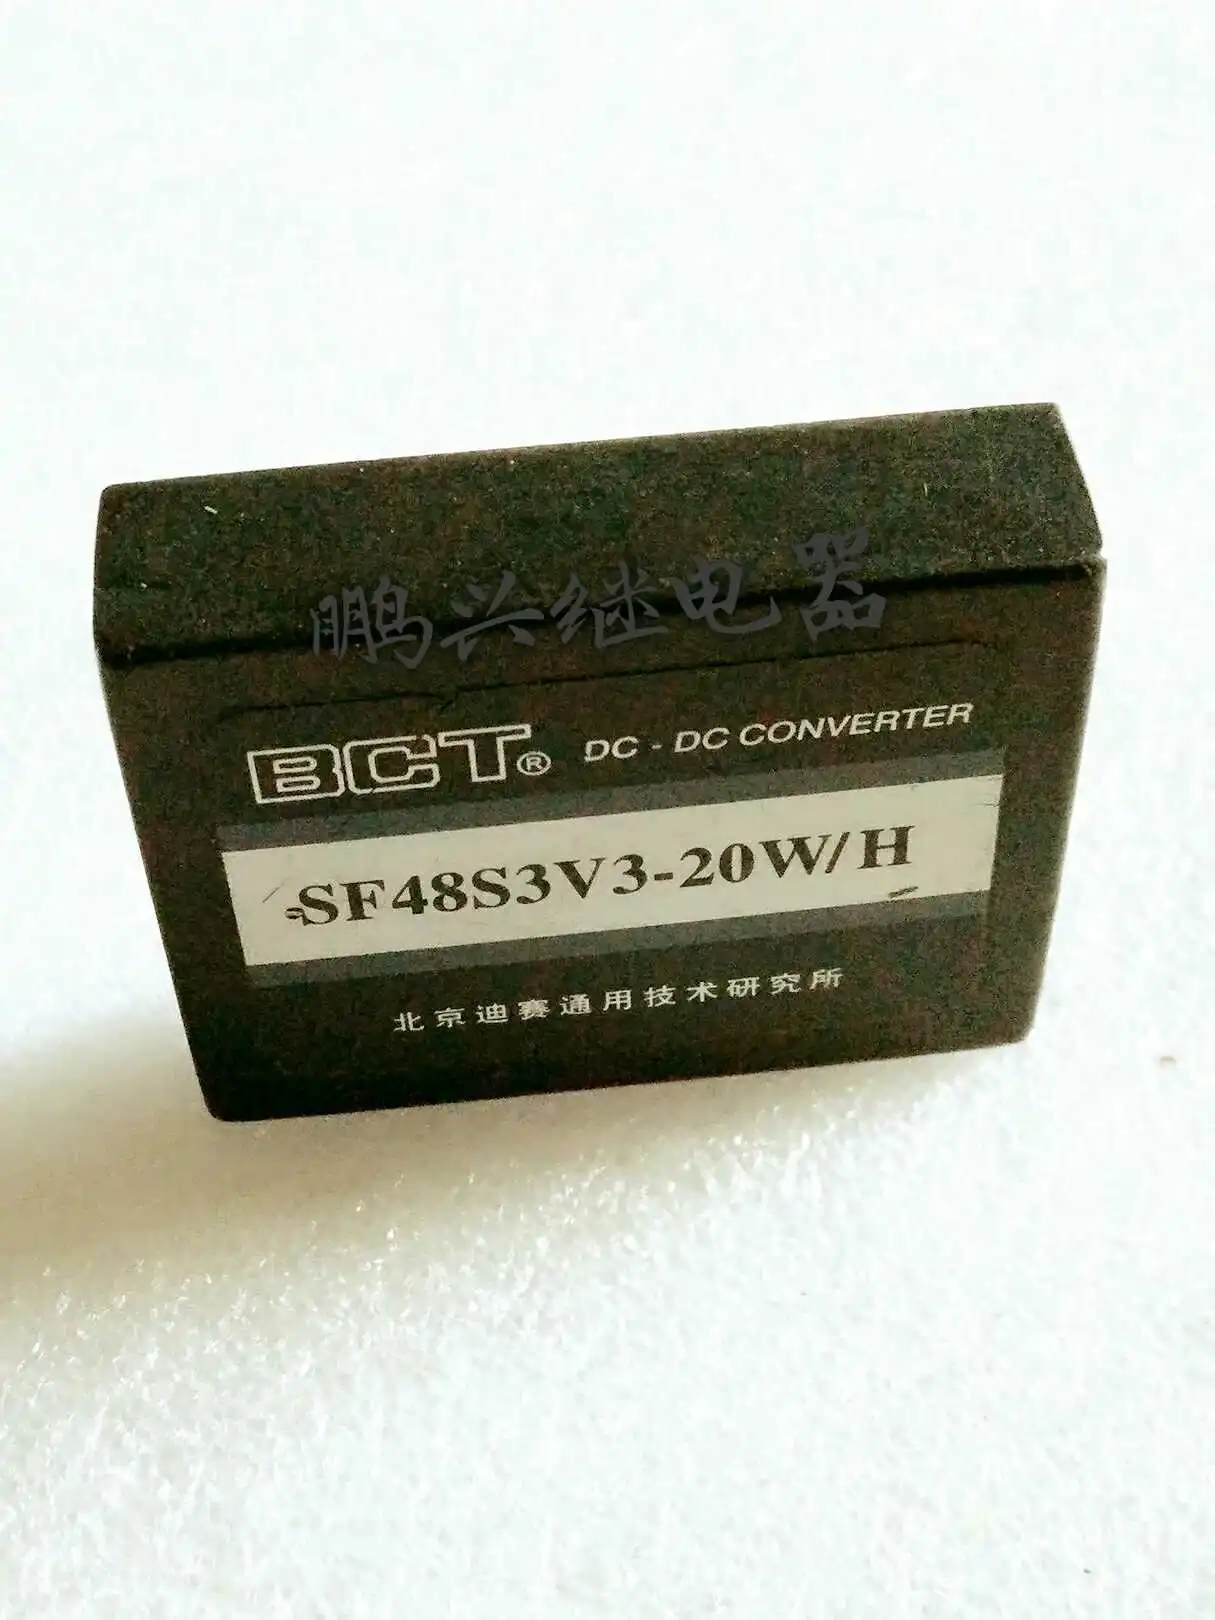 鹏兴继电器
BCT® DC - DC CONVERTER
SF48S3V3-20W/H
北京迪赛通用技术研究所